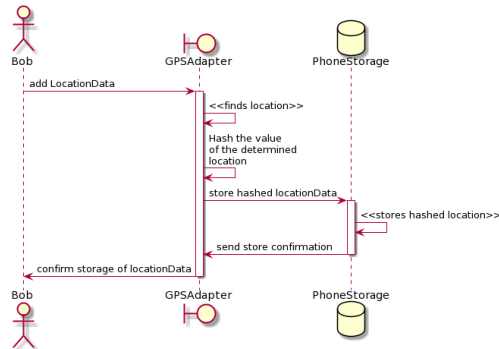 Bob
GPSAdapter
PhoneStorage
add LocationData
<<finds location>>
Hash the value
of the determined
location
store hashed locationData
<<stores hashed location>>
send store confirmation
confirm storage of locationData
Bob
GPSAdapter
PhoneStorage